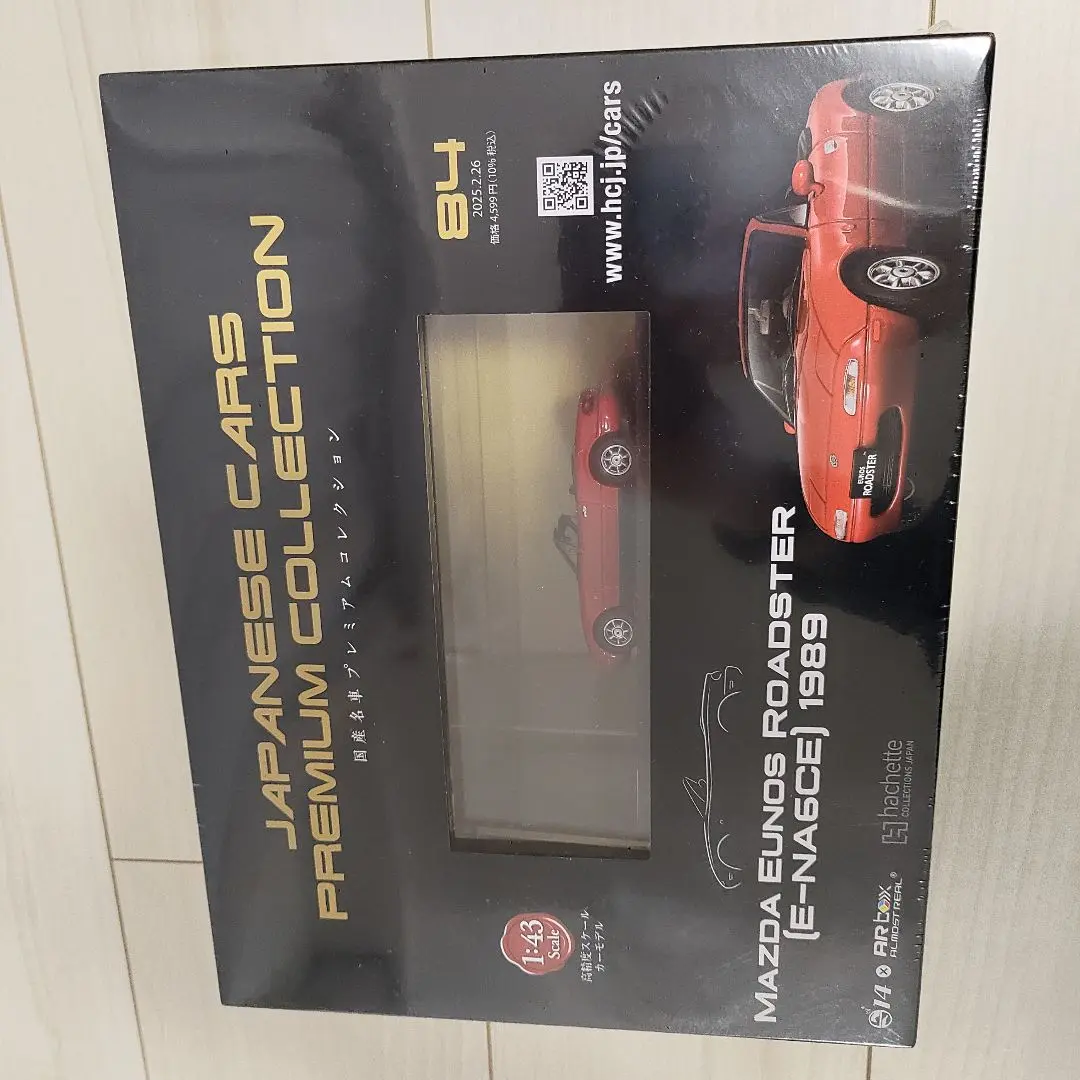 JAPANESE CARS
PREMIUM COLLECTION
国産名車プレミアムコレクション
84
2025.2.26
価格 4,599円 (10% 税込)
www.hcj.jp/cars
1:43
Scale
高精度スケール
カーモデル
EUNOS
ROADSTER
MAZDA EUNOS ROADSTER
(E-NA6CE) 1989
14 x ARbox
ALMOST REAL®
hachette
COLLECTIONS JAPAN